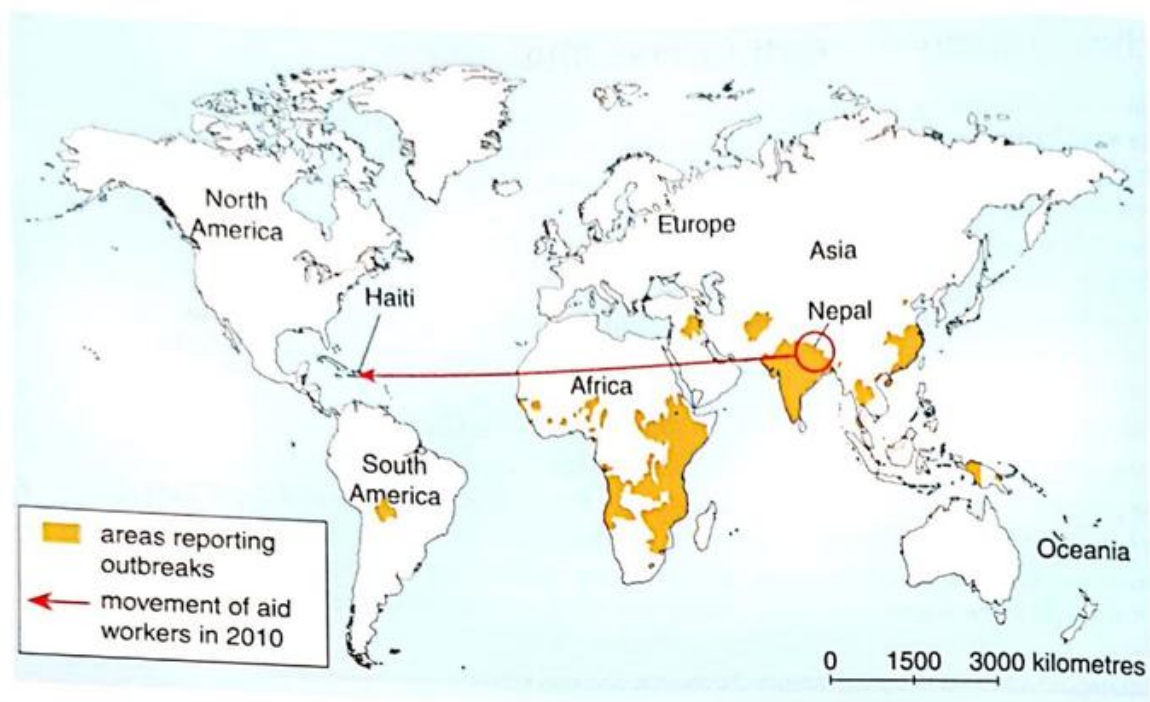 North
America
Europe
Asia
Haiti
Nepal
Africa
South
America
areas reporting
outbreaks
Oceania
movement of aid
workers in 2010
0 1500 3000 kilometres